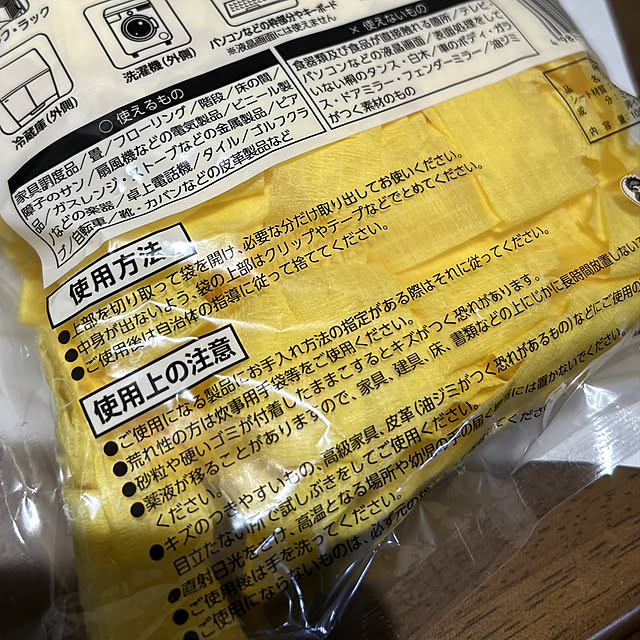 フ・ラック
冷蔵庫(外側)
洗濯機(外側)
パソコンなどの枠部分やキーボード
※液晶画面には使えません
○ 使えるもの
家具調度品/畳/フローリング/階段/床の間/
障子のサン/扇風機などの電気製品/ビニール製
品/ガスレンジ・ストーブなどの金属製品/ピア
などの楽器/卓上電話機/タイル/ゴルフクラ
ブ/自転車/靴・カバンなどの皮革製品など
× 使えないもの
食器類及び食品が直接触れる箇所/テレビ、
パソコンなどの液晶画面/表面処理をして
いない桐のタンス・白木/車のボディ・ガラ
ス・ドアミラー・フェンダーミラー/油ジミ
がつく素材のもの
使用方法
●上部を切り取って袋を開け、必要な分だけ取り出してお使いください。
●中身が出ないよう、袋の上部はクリップやテープなどでとめてください。
●ご使用後は自治体の指導に従って捨ててください。
使用上の注意
●ご使用になる製品にお手入れ方法の指定がある際はそれに従ってください。
●荒れ性の方は炊事用手袋等をご使用ください。
●砂粒や硬いゴミが付着したままこするとキズがつく恐れがあります。
●薬液が移ることがありますので、家具、建具、床、書類などの上にじかに長時間放置しない
ください。
●キズのつきやすいもの、高級家具、皮革(油ジミがつく恐れがあるもの)などにご使用の
目立たない所で試しぶきをしてご使用ください。
●直射日光をさけ、高温となる場所や幼児の手の届く場所には置かないでください。
●ご使用後は手を洗ってください。
●ご使用にならないものは、必ず元の